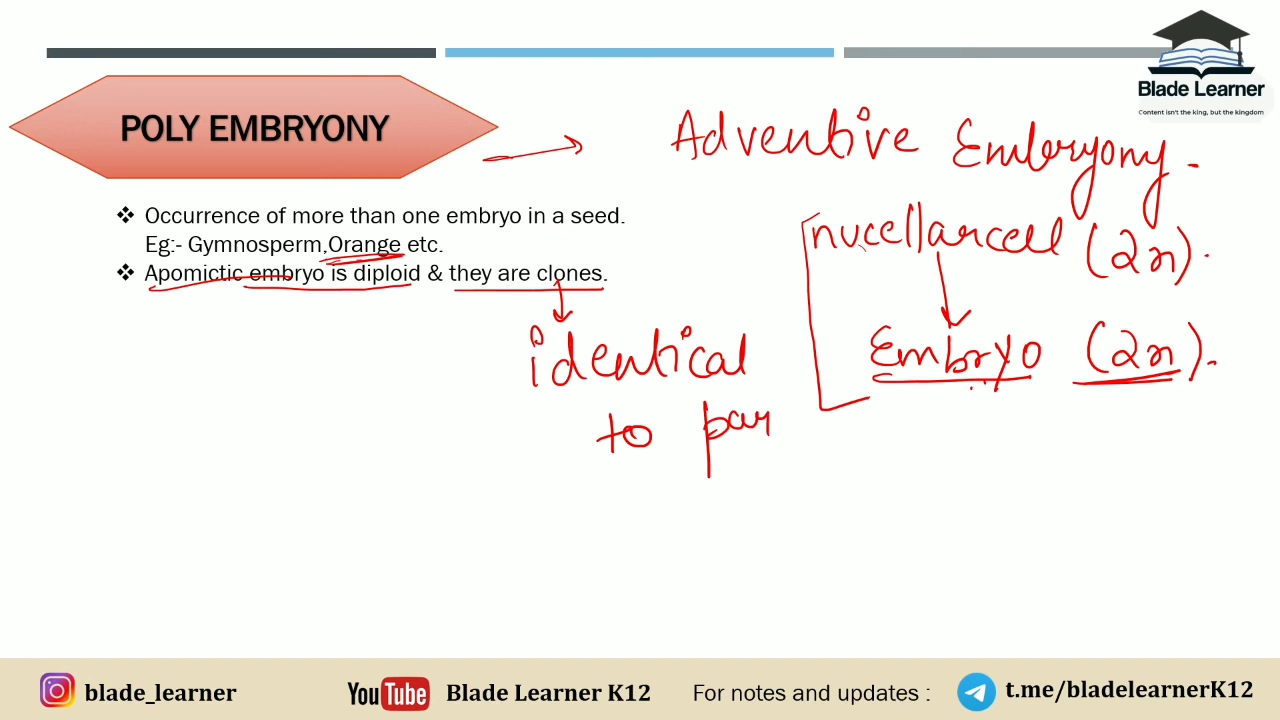 Blade Learner
Content isn't the king, but the kingdom
POLY EMBRYONY
Adventive Embryony.
❖ Occurrence of more than one embryo in a seed.
Eg:- Gymnosperm,Orange etc.
❖ Apomictic embryo is diploid & they are clones.
nucellarcell (2n).
Embryo (2n).
identical
to par
blade_learner
YouTube Blade Learner K12
For notes and updates :
t.me/bladelearnerK12